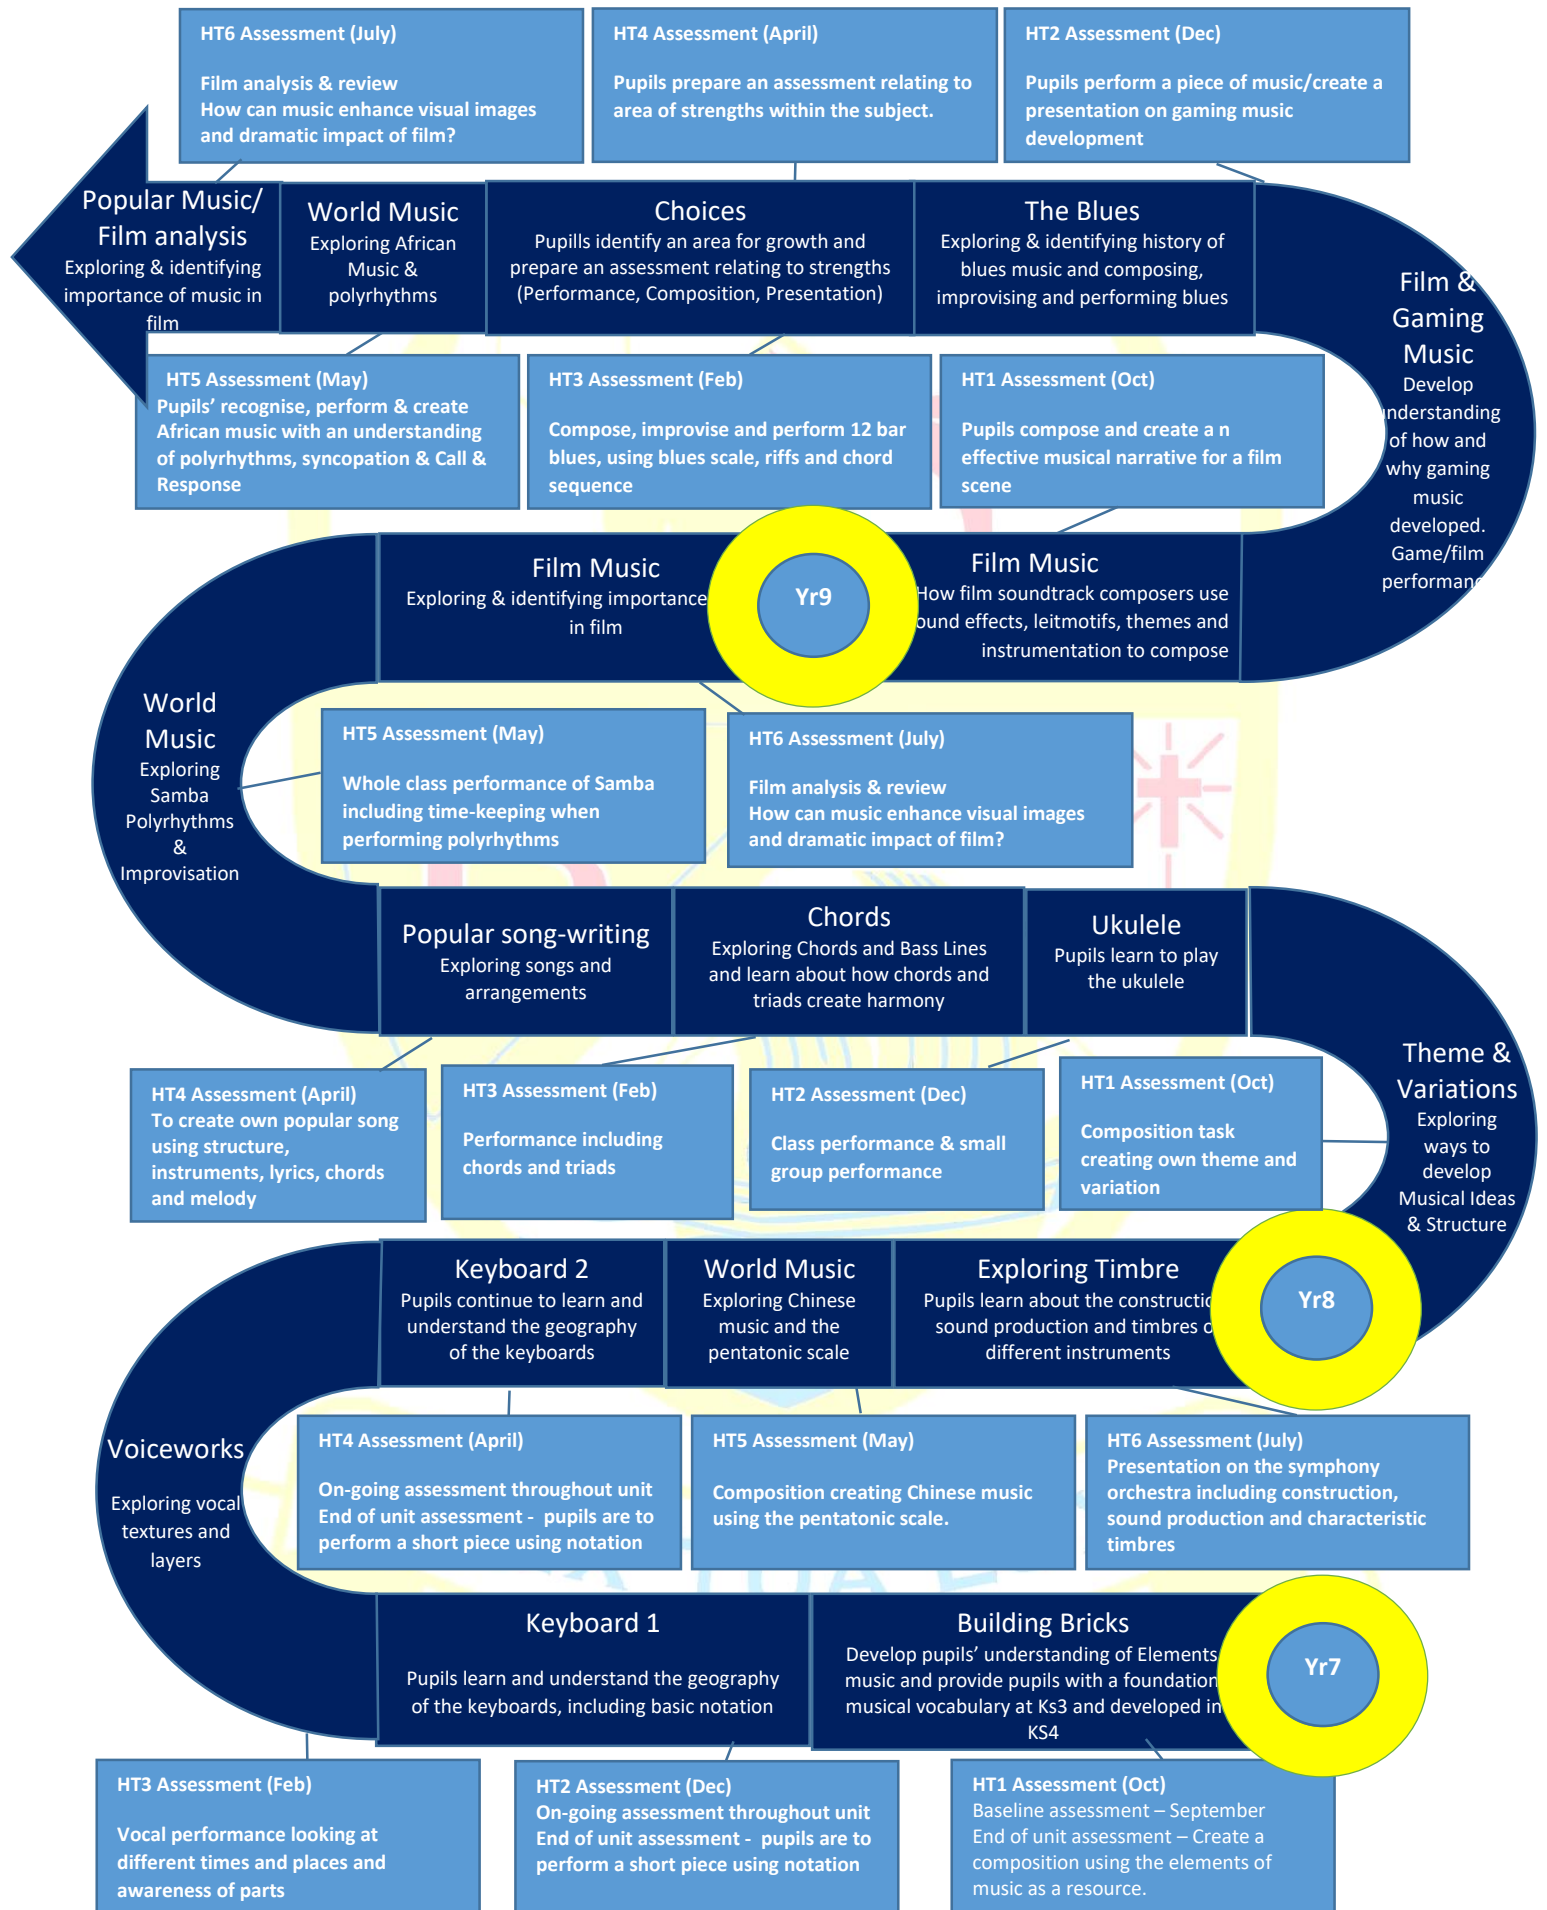 HT6 Assessment (July)
Film analysis & review
How can music enhance visual images
and dramatic impact of film?
HT4 Assessment (April)
Pupils prepare an assessment relating to
area of strengths within the subject.
HT2 Assessment (Dec)
Pupils perform a piece of music/create a
presentation on gaming music
development
Popular Music/
Film analysis
Exploring & identifying
importance of music in
film
World Music
Exploring African
Music &
polyrhythms
Choices
Pupills identify an area for growth and
prepare an assessment relating to strengths
(Performance, Composition, Presentation)
The Blues
Exploring & identifying history of
blues music and composing,
improvising and performing blues
Film &
Gaming
Music
Develop
understanding
of how and
why gaming
music
developed.
Game/film
performanc
HT5 Assessment (May)
Pupils’ recognise, perform & create
African music with an understanding
of polyrhythms, syncopation & Call &
Response
HT3 Assessment (Feb)
Compose, improvise and perform 12 bar
blues, using blues scale, riffs and chord
sequence
HT1 Assessment (Oct)
Pupils compose and create a n
effective musical narrative for a film
scene
Film Music
Exploring & identifying importance
in film
Yr9
Film Music
How film soundtrack composers use
ound effects, leitmotifs, themes and
instrumentation to compose
World
Music
Exploring
Samba
Polyrhythms
&
Improvisation
HT5 Assessment (May)
Whole class performance of Samba
including time-keeping when
performing polyrhythms
HT6 Assessment (July)
Film analysis & review
How can music enhance visual images
and dramatic impact of film?
Popular song-writing
Exploring songs and
arrangements
Chords
Exploring Chords and Bass Lines
and learn about how chords and
triads create harmony
Ukulele
Pupils learn to play
the ukulele
Theme &
Variations
Exploring
ways to
develop
Musical Ideas
& Structure
HT4 Assessment (April)
To create own popular song
using structure,
instruments, lyrics, chords
and melody
HT3 Assessment (Feb)
Performance including
chords and triads
HT2 Assessment (Dec)
Class performance & small
group performance
HT1 Assessment (Oct)
Composition task
creating own theme and
variation
Keyboard 2
Pupils continue to learn and
understand the geography
of the keyboards
World Music
Exploring Chinese
music and the
pentatonic scale
Exploring Timbre
Pupils learn about the constructio
sound production and timbres o
different instruments
Yr8
Voiceworks
Exploring vocal
textures and
layers
HT4 Assessment (April)
On-going assessment throughout unit
End of unit assessment - pupils are to
perform a short piece using notation
HT5 Assessment (May)
Composition creating Chinese music
using the pentatonic scale.
HT6 Assessment (July)
Presentation on the symphony
orchestra including construction,
sound production and characteristic
timbres
TUA
Keyboard 1
Pupils learn and understand the geography
of the keyboards, including basic notation
Building Bricks
Develop pupils’ understanding of Elements
music and provide pupils with a foundation
musical vocabulary at Ks3 and developed in
KS4
Yr7
HT3 Assessment (Feb)
Vocal performance looking at
different times and places and
awareness of parts
HT2 Assessment (Dec)
On-going assessment throughout unit
End of unit assessment - pupils are to
perform a short piece using notation
HT1 Assessment (Oct)
Baseline assessment – September
End of unit assessment – Create a
composition using the elements of
music as a resource.